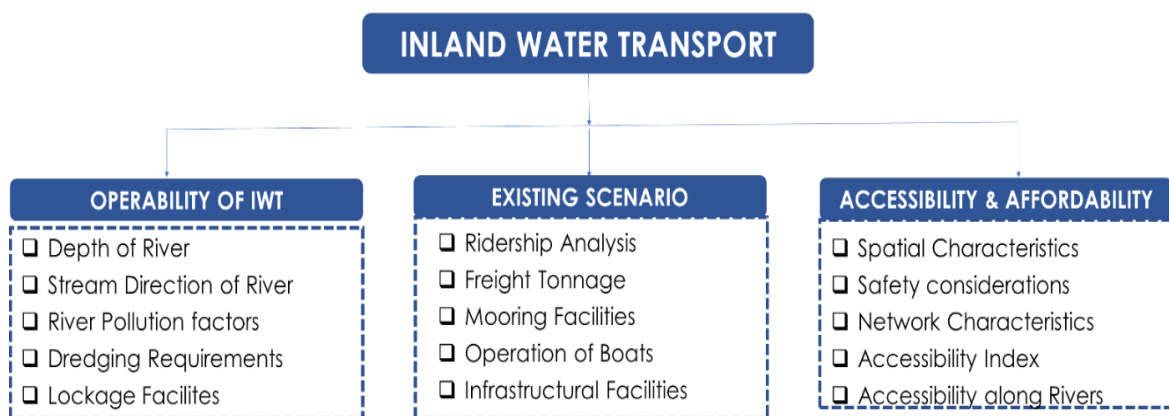 INLAND WATER TRANSPORT
OPERABILITY OF IWT
Depth of River
Stream Direction of River
River Pollution factors
Dredging Requirements
Lockage Facilites
EXISTING SCENARIO
Ridership Analysis
Freight Tonnage
Mooring Facilities
Operation of Boats
Infrastructural Facilities
ACCESSIBILITY & AFFORDABILITY
Spatial Characteristics
Safety considerations
Network Characteristics
Accessibility Index
Accessibility along Rivers